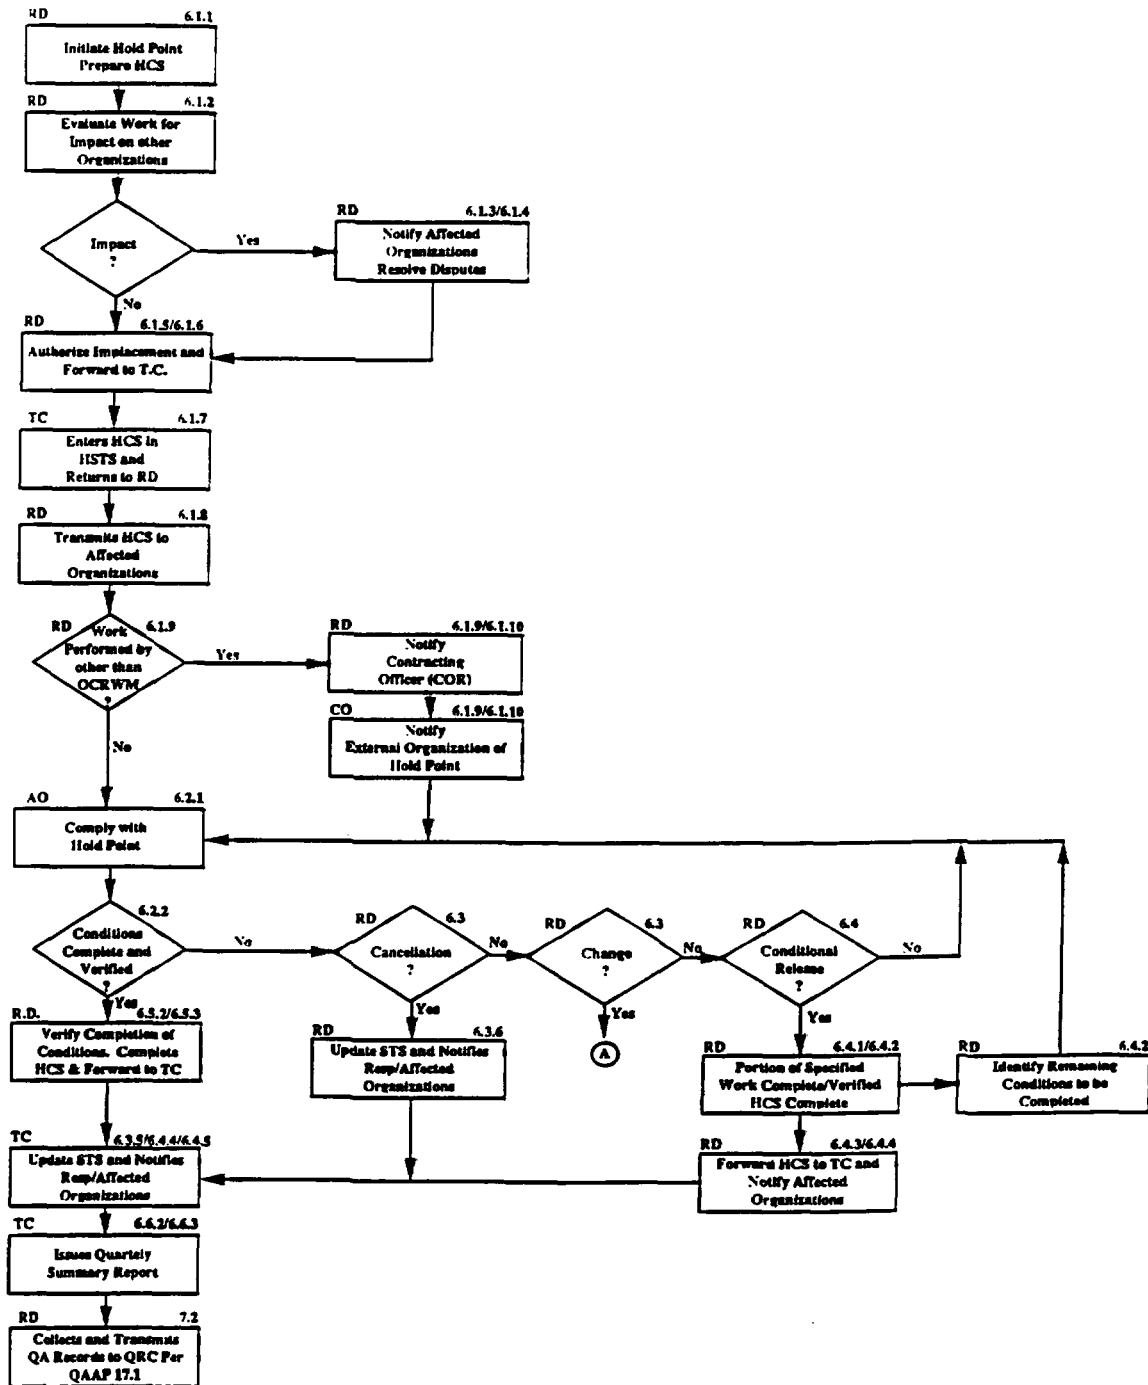 RD 6.1.1
Initiate Hold Point
Prepare HCS
RD 6.1.2
Evaluate Work for
Impact on other
Organizations
Impact
?
Yes
No
RD 6.1.3/6.1.4
Notify Affected
Organizations
Resolve Disputes
RD 6.1.5/6.1.6
Authorize Implacement and
Forward to T.C.
TC 6.1.7
Enters HCS in
HSTS and
Returns to RD
RD 6.1.8
Transmits HCS to
Affected
Organizations
RD 6.1.9
Work
Performed by
other than
OCRWM
?
Yes
No
RD 6.1.9/6.1.10
Notify
Contracting
Officer (COR)
CO 6.1.9/6.1.10
Notify
External Organization of
Hold Point
AO 6.2.1
Comply with
Hold Point
6.2.2
Conditions
Complete and
Verified
?
No
Yes
RD 6.3
Cancellation
?
No
Yes
RD 6.3
Change
?
No
Yes
A
RD 6.4
Conditional
Release
?
No
Yes
R.D. 6.5.2/6.5.3
Verify Completion of
Conditions. Complete
HCS & Forward to TC
RD 6.3.6
Update STS and Notifies
Resp/Affected
Organizations
RD 6.4.1/6.4.2
Portion of Specified
Work Complete/Verified
HCS Complete
RD 6.4.2
Identify Remaining
Conditions to be
Completed
TC 6.3.5/6.4.4/6.4.5
Update STS and Notifies
Resp/Affected
Organizations
RD 6.4.3/6.4.4
Forward HCS to TC and
Notify Affected
Organizations
TC 6.6.2/6.6.3
Issues Quartely
Summary Report
RD 7.2
Collects and Transmits
QA Records to QRC Per
QAAP 17.1